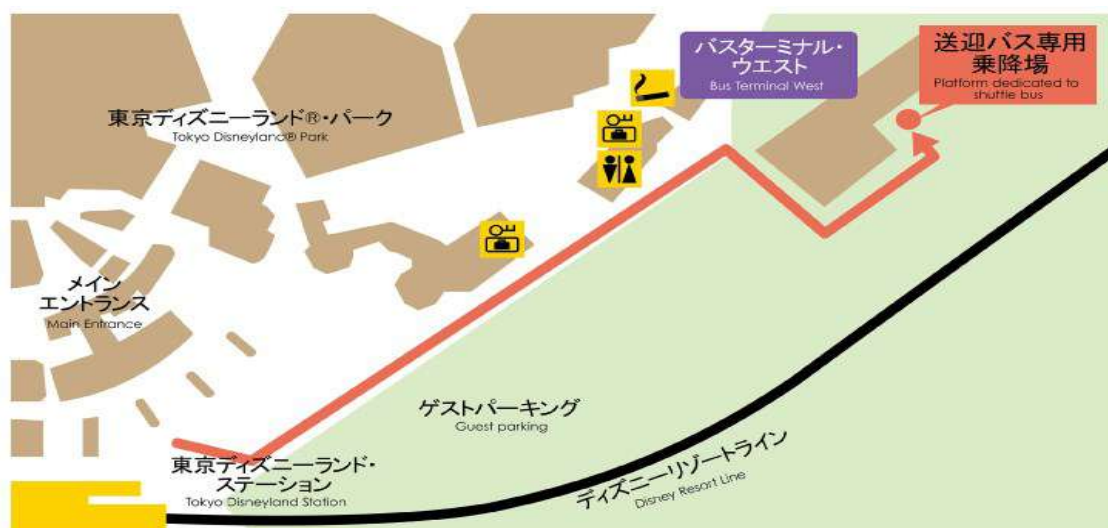 バスターミナル・
ウエスト
Bus Terminal West
送迎バス専用
乗降場
Platform dedicated to
shuttle bus
東京ディズニーランド®・パーク
Tokyo Disneyland® Park
メイン
エントランス
Main Entrance
ゲストパーキング
Guest parking
東京ディズニーランド・
ステーション
Tokyo Disneyland Station
ディズニーリゾートライン
Disney Resort Line